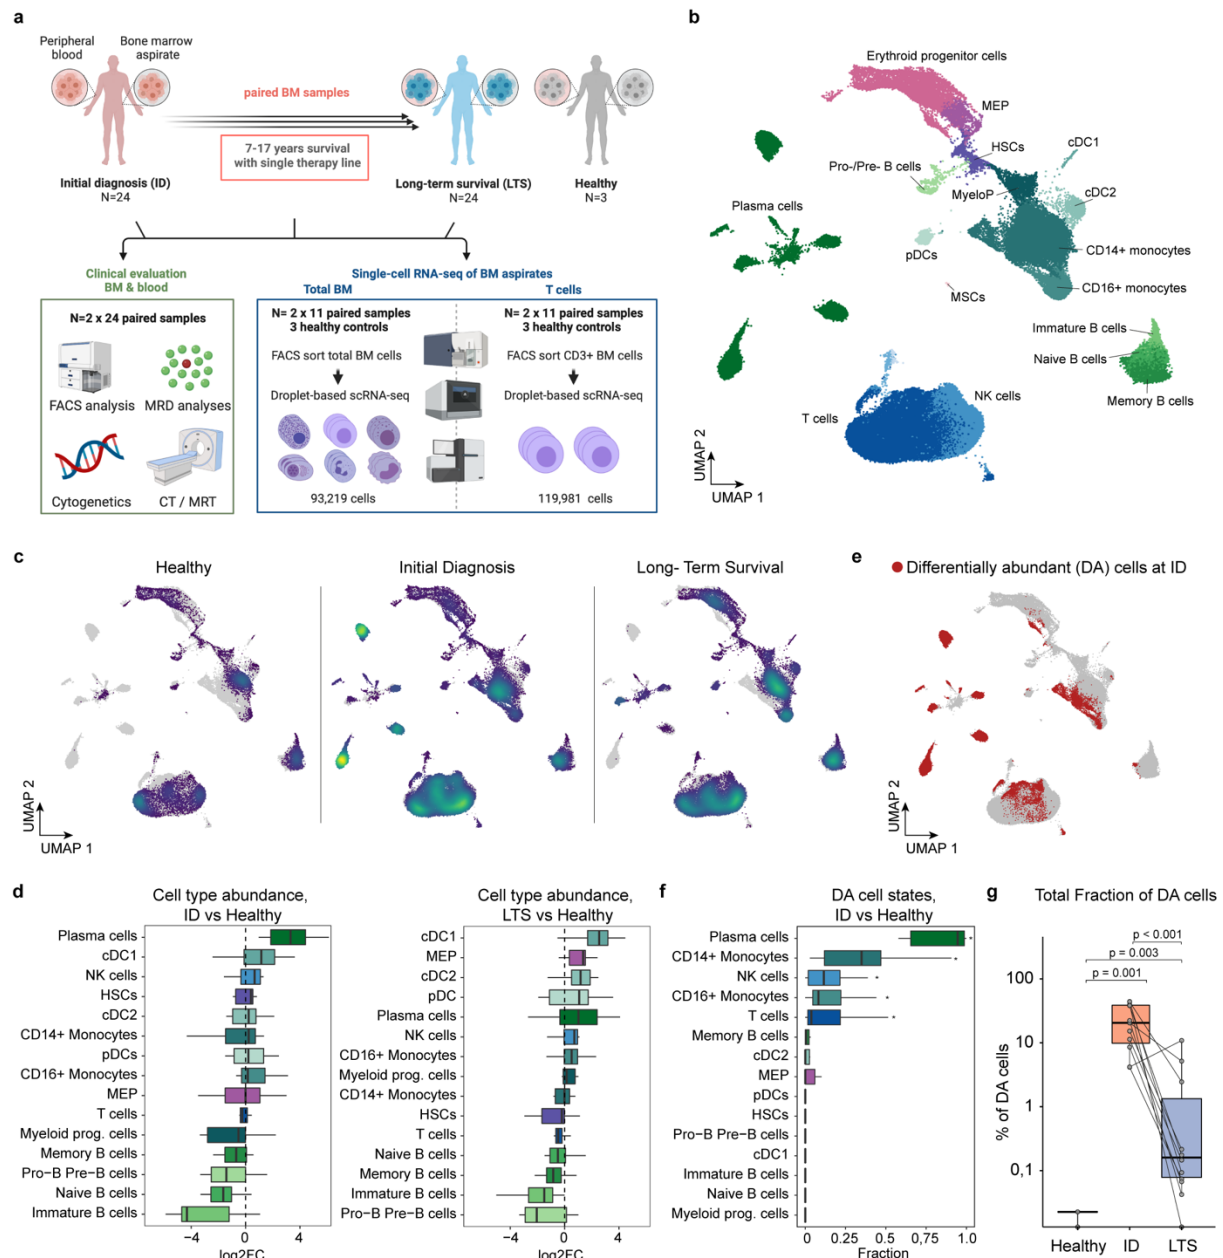 a
Peripheral
blood
Bone marrow
aspirate
paired BM samples
7-17 years survival
with single therapy line
Initial diagnosis (ID)
N=24
Long-term survival (LTS)
N=24
Healthy
N=3
Clinical evaluation
BM & blood
N=2 x 24 paired samples
FACS analysis
MRD analyses
Cytogenetics
CT / MRT
Single-cell RNA-seq of BM aspirates
Total BM
T cells
N= 2 x 11 paired samples
3 healthy controls
FACS sort total BM cells
Droplet-based scRNA-seq
93,219 cells
N= 2 x 11 paired samples
3 healthy controls
FACS sort CD3+ BM cells
Droplet-based scRNA-seq
119,981 cells
b
Erythroid progenitor cells
MEP
HSCs
cDC1
Pro-/Pre- B cells
MyeloP
cDC2
Plasma cells
pDCs
CD14+ monocytes
MSCs
CD16+ monocytes
Immature B cells
Naive B cells
Memory B cells
NK cells
T cells
UMAP 2
UMAP 1
c
Healthy
Initial Diagnosis
Long- Term Survival
UMAP 2
UMAP 1
e
Differentially abundant (DA) cells at ID
UMAP 2
UMAP 1
d
Cell type abundance,
ID vs Healthy
Plasma cells
cDC1
NK cells
HSCs
cDC2
CD14+ Monocytes
pDCs
CD16+ Monocytes
MEP
T cells
Myeloid prog. cells
Memory B cells
Pro−B Pre−B cells
Naive B cells
Immature B cells
−4
0
4
log2FC
Cell type abundance,
LTS vs Healthy
cDC1
MEP
cDC2
pDC
Plasma cells
NK cells
CD16+ Monocytes
Myeloid prog. cells
CD14+ Monocytes
HSCs
T cells
Naive B cells
Memory B cells
Immature B cells
Pro−B Pre−B cells
−4
0
4
log2FC
f
DA cell states,
ID vs Healthy
Plasma cells
*
CD14+ Monocytes
*
NK cells
*
CD16+ Monocytes
*
T cells
*
Memory B cells
cDC2
MEP
pDCs
HSCs
Pro−B Pre−B cells
cDC1
Immature B cells
Naive B cells
Myeloid prog. cells
0
0.25
0.75
1.0
Fraction
g
Total Fraction of DA cells
p < 0.001
p = 0.003
p = 0.001
% of DA cells
100
10
1
0,1
Healthy
ID
LTS